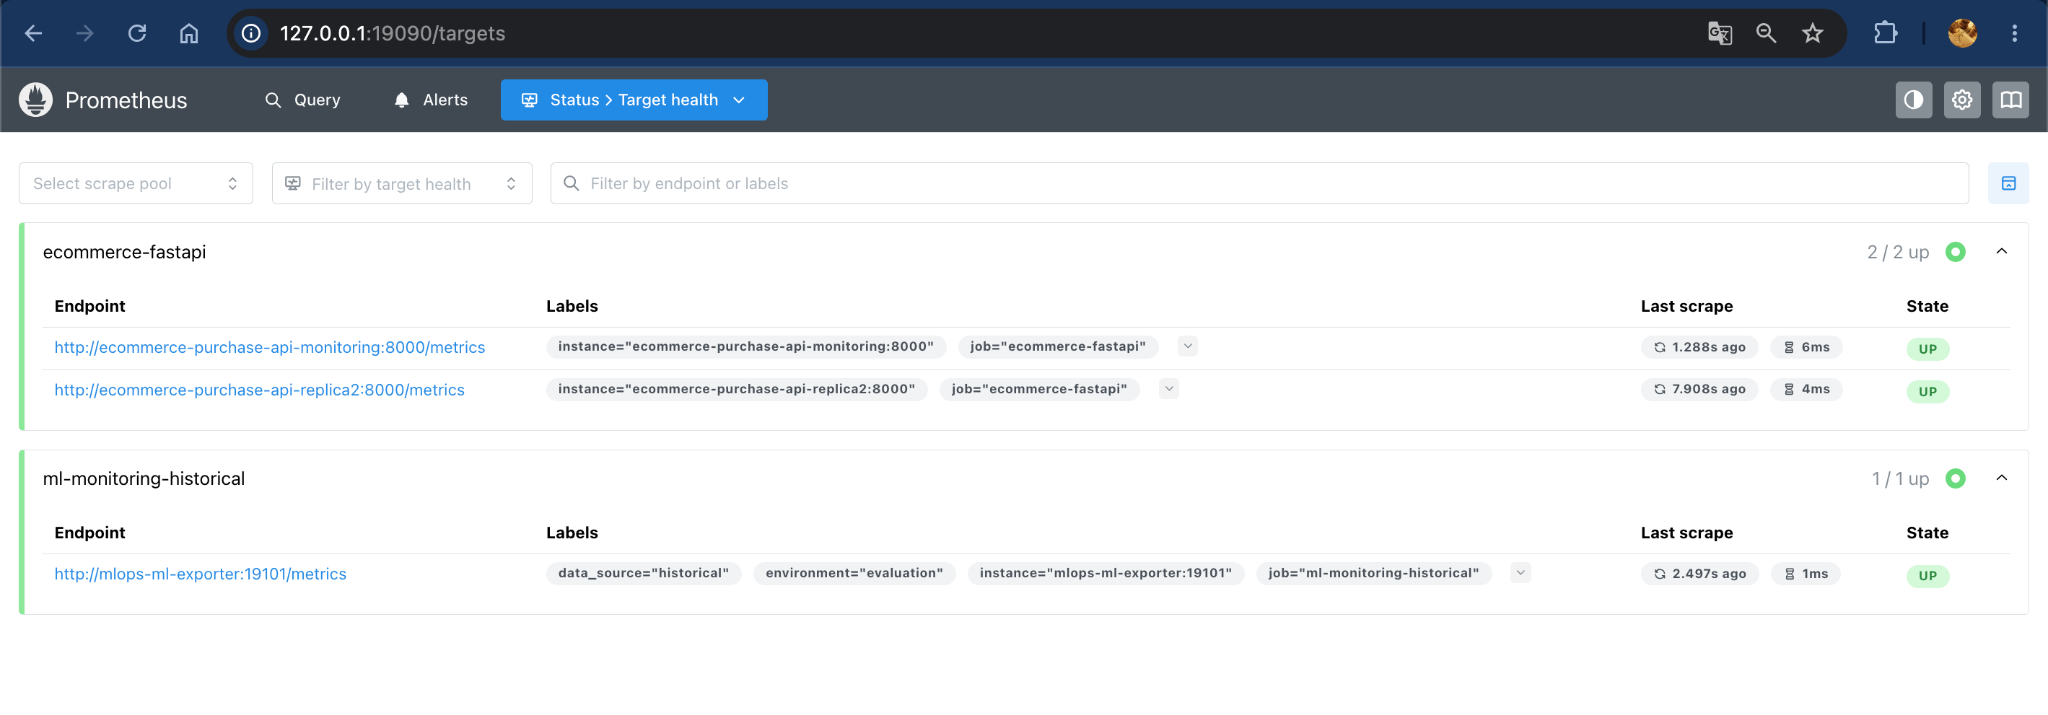 127.0.0.1:19090/targets
Prometheus Query Alerts Status > Target health
Select scrape pool Filter by target health Filter by endpoint or labels
ecommerce-fastapi 2 / 2 up
Endpoint Labels Last scrape State
http://ecommerce-purchase-api-monitoring:8000/metrics instance="ecommerce-purchase-api-monitoring:8000" job="ecommerce-fastapi" 1.288s ago 6ms UP
http://ecommerce-purchase-api-replica2:8000/metrics instance="ecommerce-purchase-api-replica2:8000" job="ecommerce-fastapi" 7.908s ago 4ms UP
ml-monitoring-historical 1 / 1 up
Endpoint Labels Last scrape State
http://mlops-ml-exporter:19101/metrics data_source="historical" environment="evaluation" instance="mlops-ml-exporter:19101" job="ml-monitoring-historical" 2.497s ago 1ms UP